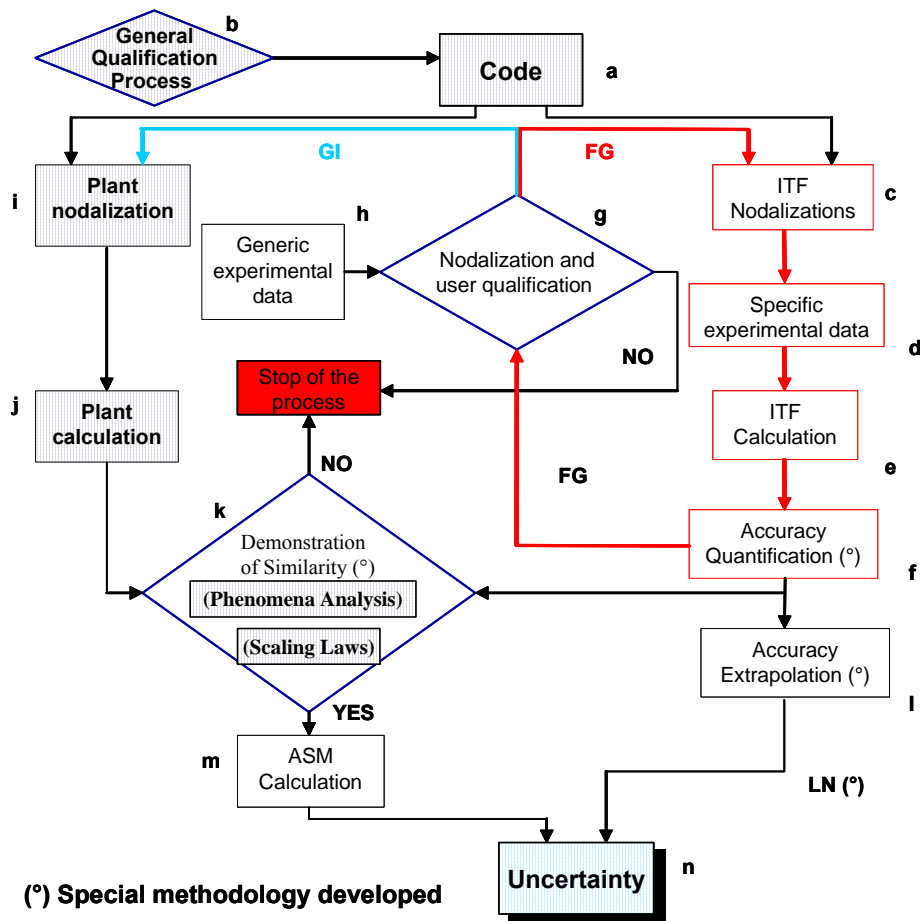 b
General
Qualification
Process
Code
a
GI
FG
i
Plant
nodalization
h
g
ITF
Nodalizations
c
Generic
experimental
data
Nodalization and
user qualification
Specific
experimental data
d
NO
j
Plant
calculation
Stop of the
process
ITF
Calculation
e
NO
FG
k
Demonstration
of Similarity (°)
(Phenomena Analysis)
(Scaling Laws)
Accuracy
Quantification (°)
f
Accuracy
Extrapolation (°)
l
YES
m
ASM
Calculation
LN (°)
Uncertainty
n
(°) Special methodology developed